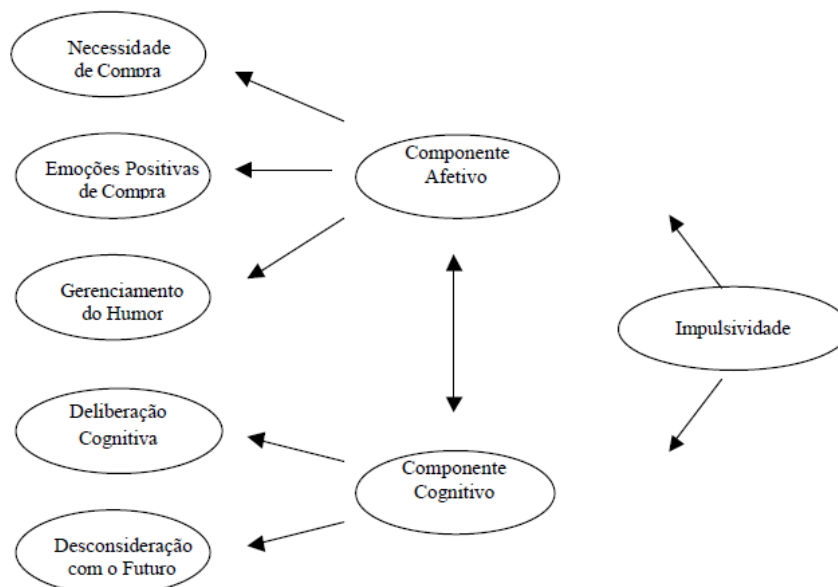 Necessidade
de Compra
Emoções Positivas
de Compra
Gerenciamento
do Humor
Deliberação
Cognitiva
Desconsideração
com o Futuro
Componente
Afetivo
Componente
Cognitivo
Impulsividade